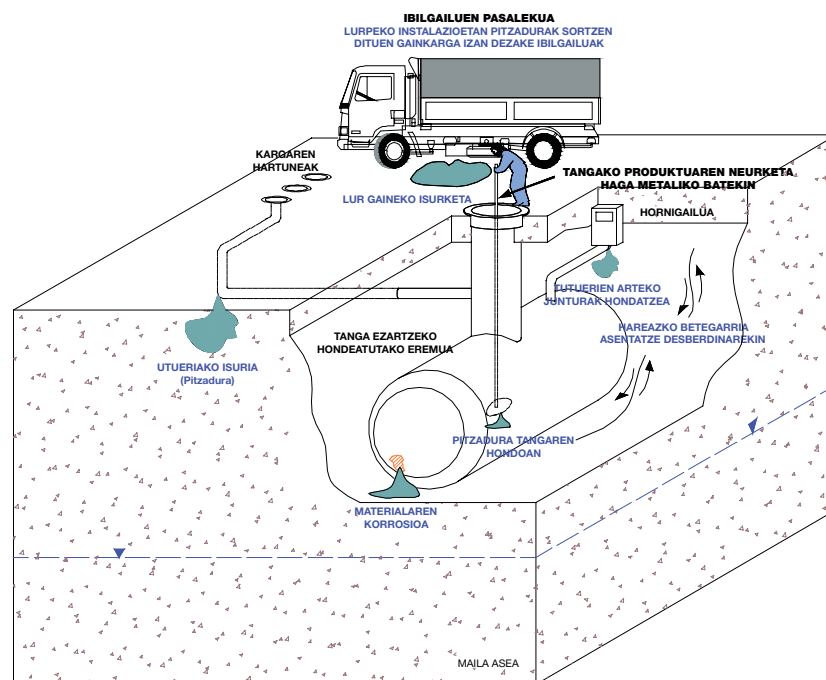 IBILGAILUEN PASALEKUA
LURPEKO INSTALAZIOETAN PITZADURAK SORTZEN
DITUEN GAINKARGA IZAN DEZAKE IBILGAILUAK
KARGAREN
HARTUNEAK
TANGAKO PRODUKTUAREN NEURKETA
HAGA METALIKO BATEKIN
LUR GAINEKO ISURKETA
HORNIGAILUA
TUTUERIEN ARTEKO
JUNTURAK HONDATZEA
HAREAZKO BETEGARRIA
ASENTATZE DESBERDINAREKIN
TANGA EZARTZEKO
HONDEATUTAKO EREMUA
UTUERIAKO ISURIA
(Pitzadura)
PITZADURA TANGAREN
HONDOAN
MATERIALAREN
KORROSIOA
MAILA ASEA